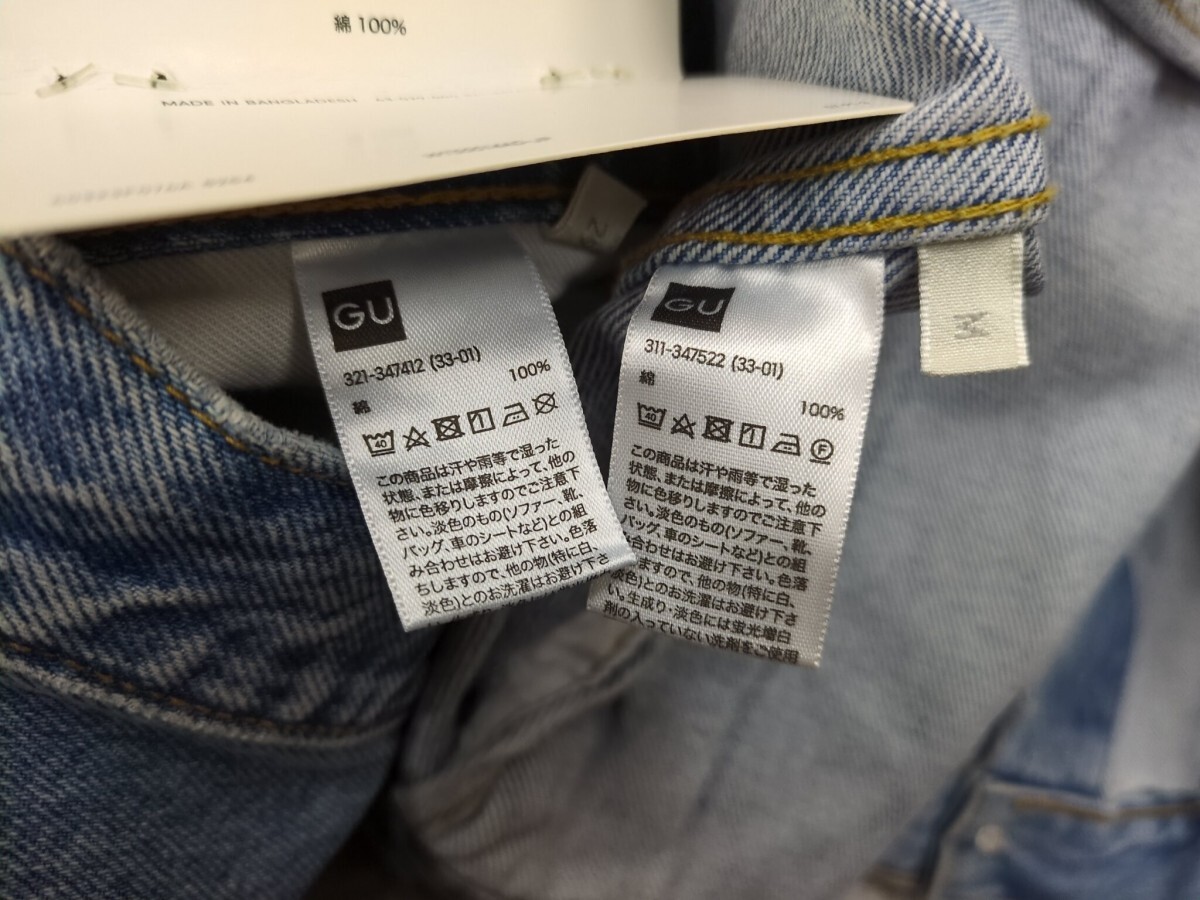 綿 100%
MADE IN BANGLADESH
GU
321-347412 (33-01)
綿 100%
40
この商品は汗や雨等で湿った
状態、または摩擦によって、他の
物に色移りしますのでご注意下
さい。淡色のもの(ソファー、靴、
バッグ、車のシートなど)との組
み合わせはお避け下さい。色落
ちしますので、他の物(特に白、
淡色)とのお洗濯はお避け下さ
GU
311-347522 (33-01)
綿 100%
40
F
この商品は汗や雨等で湿った
状態、または摩擦によって、他の
物に色移りしますのでご注意下
さい。淡色のもの(ソファー、靴、
バッグ、車のシートなど)との組
合わせはお避け下さい。色落
ますので、他の物(特に白、
淡色)とのお洗濯はお避け下さ
い。生成り・淡色には蛍光増白
剤の入っていない洗剤をご使用
M